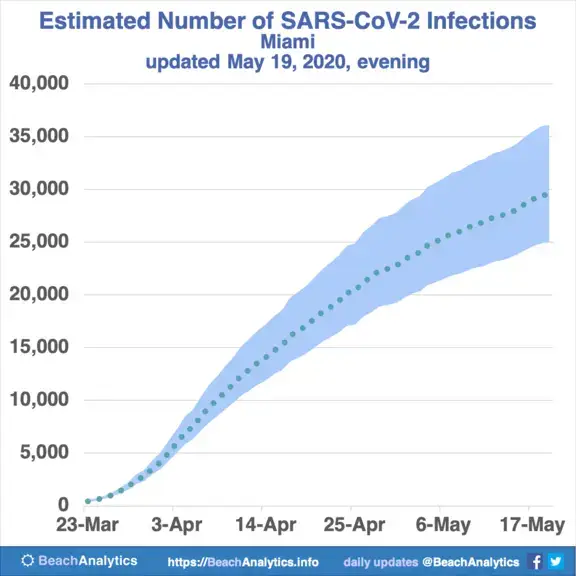 Estimated Number of SARS-CoV-2 Infections
Miami
updated May 19, 2020, evening
40,000
35,000
30,000
25,000
20,000
15,000
10,000
5,000
0
23-Mar 3-Apr 14-Apr 25-Apr 6-May 17-May
BeachAnalytics https://BeachAnalytics.info daily updates @BeachAnalytics f